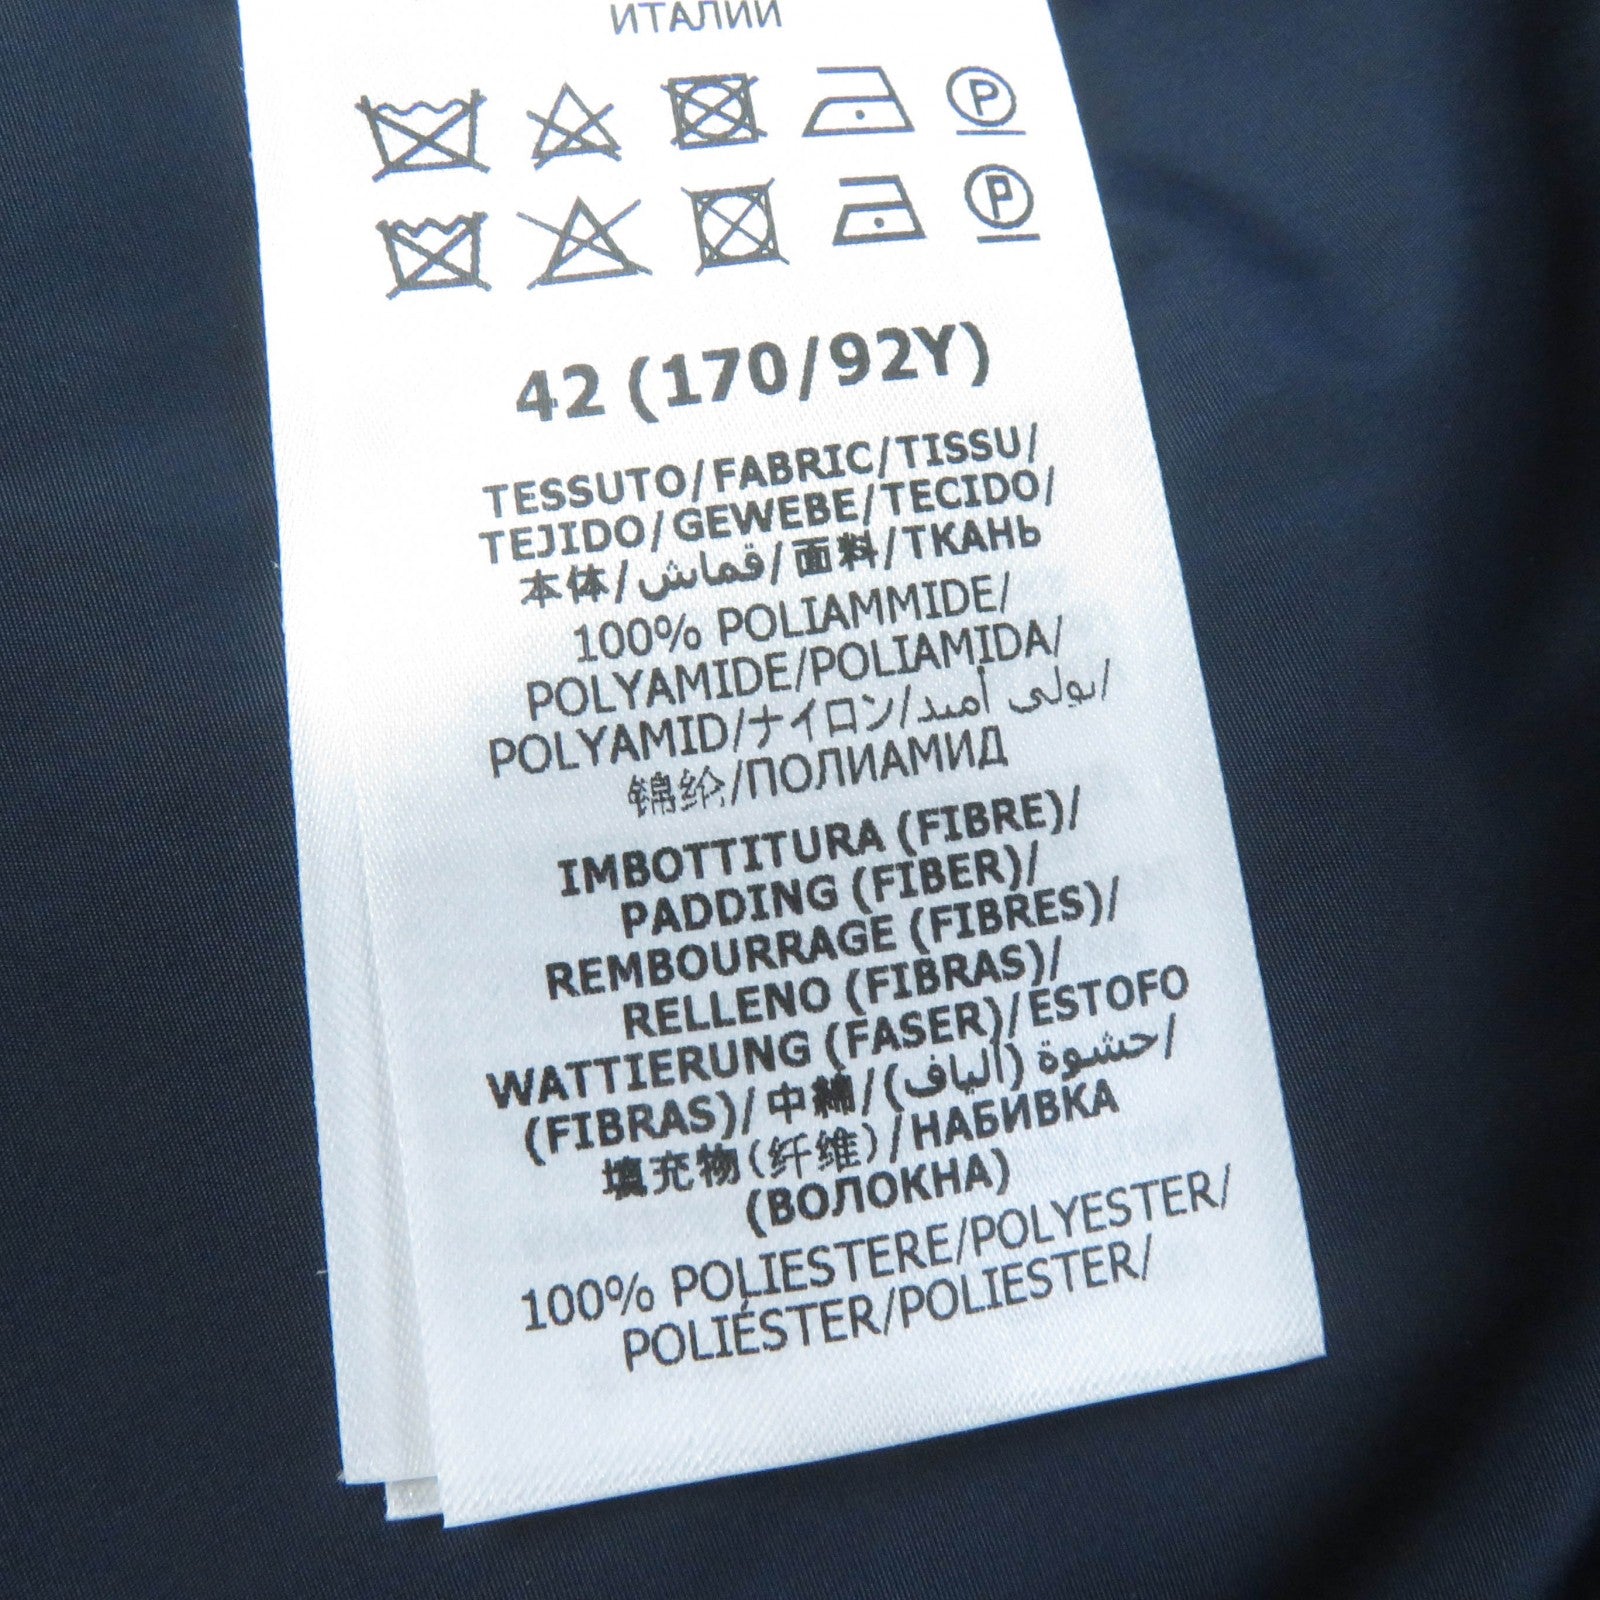 ИТАЛИИ
P
P
42 (170/92Y)
TESSUTO/FABRIC/TISSU/
TEJIDO/GEWEBE/TECIDO/
本体/قماش/面料/ТКАНЬ
100% POLIAMMIDE/
POLYAMIDE/POLIAMIDA/
POLYAMID/ナイロン/بولي أميد/
锦纶/ПОЛИАМИД
IMBOTTITURA (FIBRE)/
PADDING (FIBER)/
REMBOURRAGE (FIBRES)/
RELLENO (FIBRAS)/
WATTIERUNG (FASER)/ESTOFO
(FIBRAS)/中綿/حشوة (ألياف)/
填充物(纤维)/НАБИВКА
(ВОЛОКНА)
100% POLIESTERE/POLYESTER/
POLIÉSTER/POLIESTER/